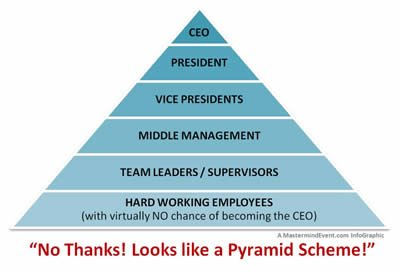 CEO
PRESIDENT
VICE PRESIDENTS
MIDDLE MANAGEMENT
TEAM LEADERS / SUPERVISORS
HARD WORKING EMPLOYEES
(with virtually NO chance of becoming the CEO)
A MastermindEvent.com InfoGraphic
“No Thanks! Looks like a Pyramid Scheme!”